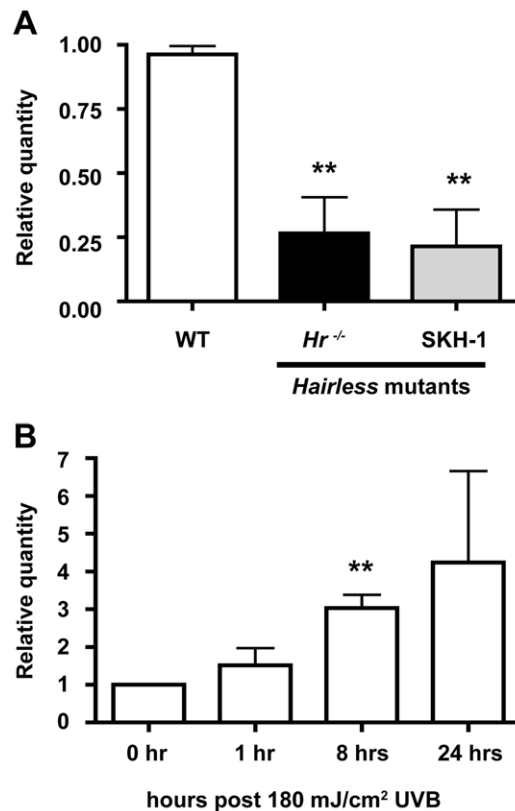 A
Relative quantity
1.00
0.75
0.50
0.25
0.00
**
**
WT
Hr -/-
SKH-1
Hairless mutants
B
Relative quantity
7
6
5
4
3
2
1
0
**
0 hr
1 hr
8 hrs
24 hrs
hours post 180 mJ/cm² UVB